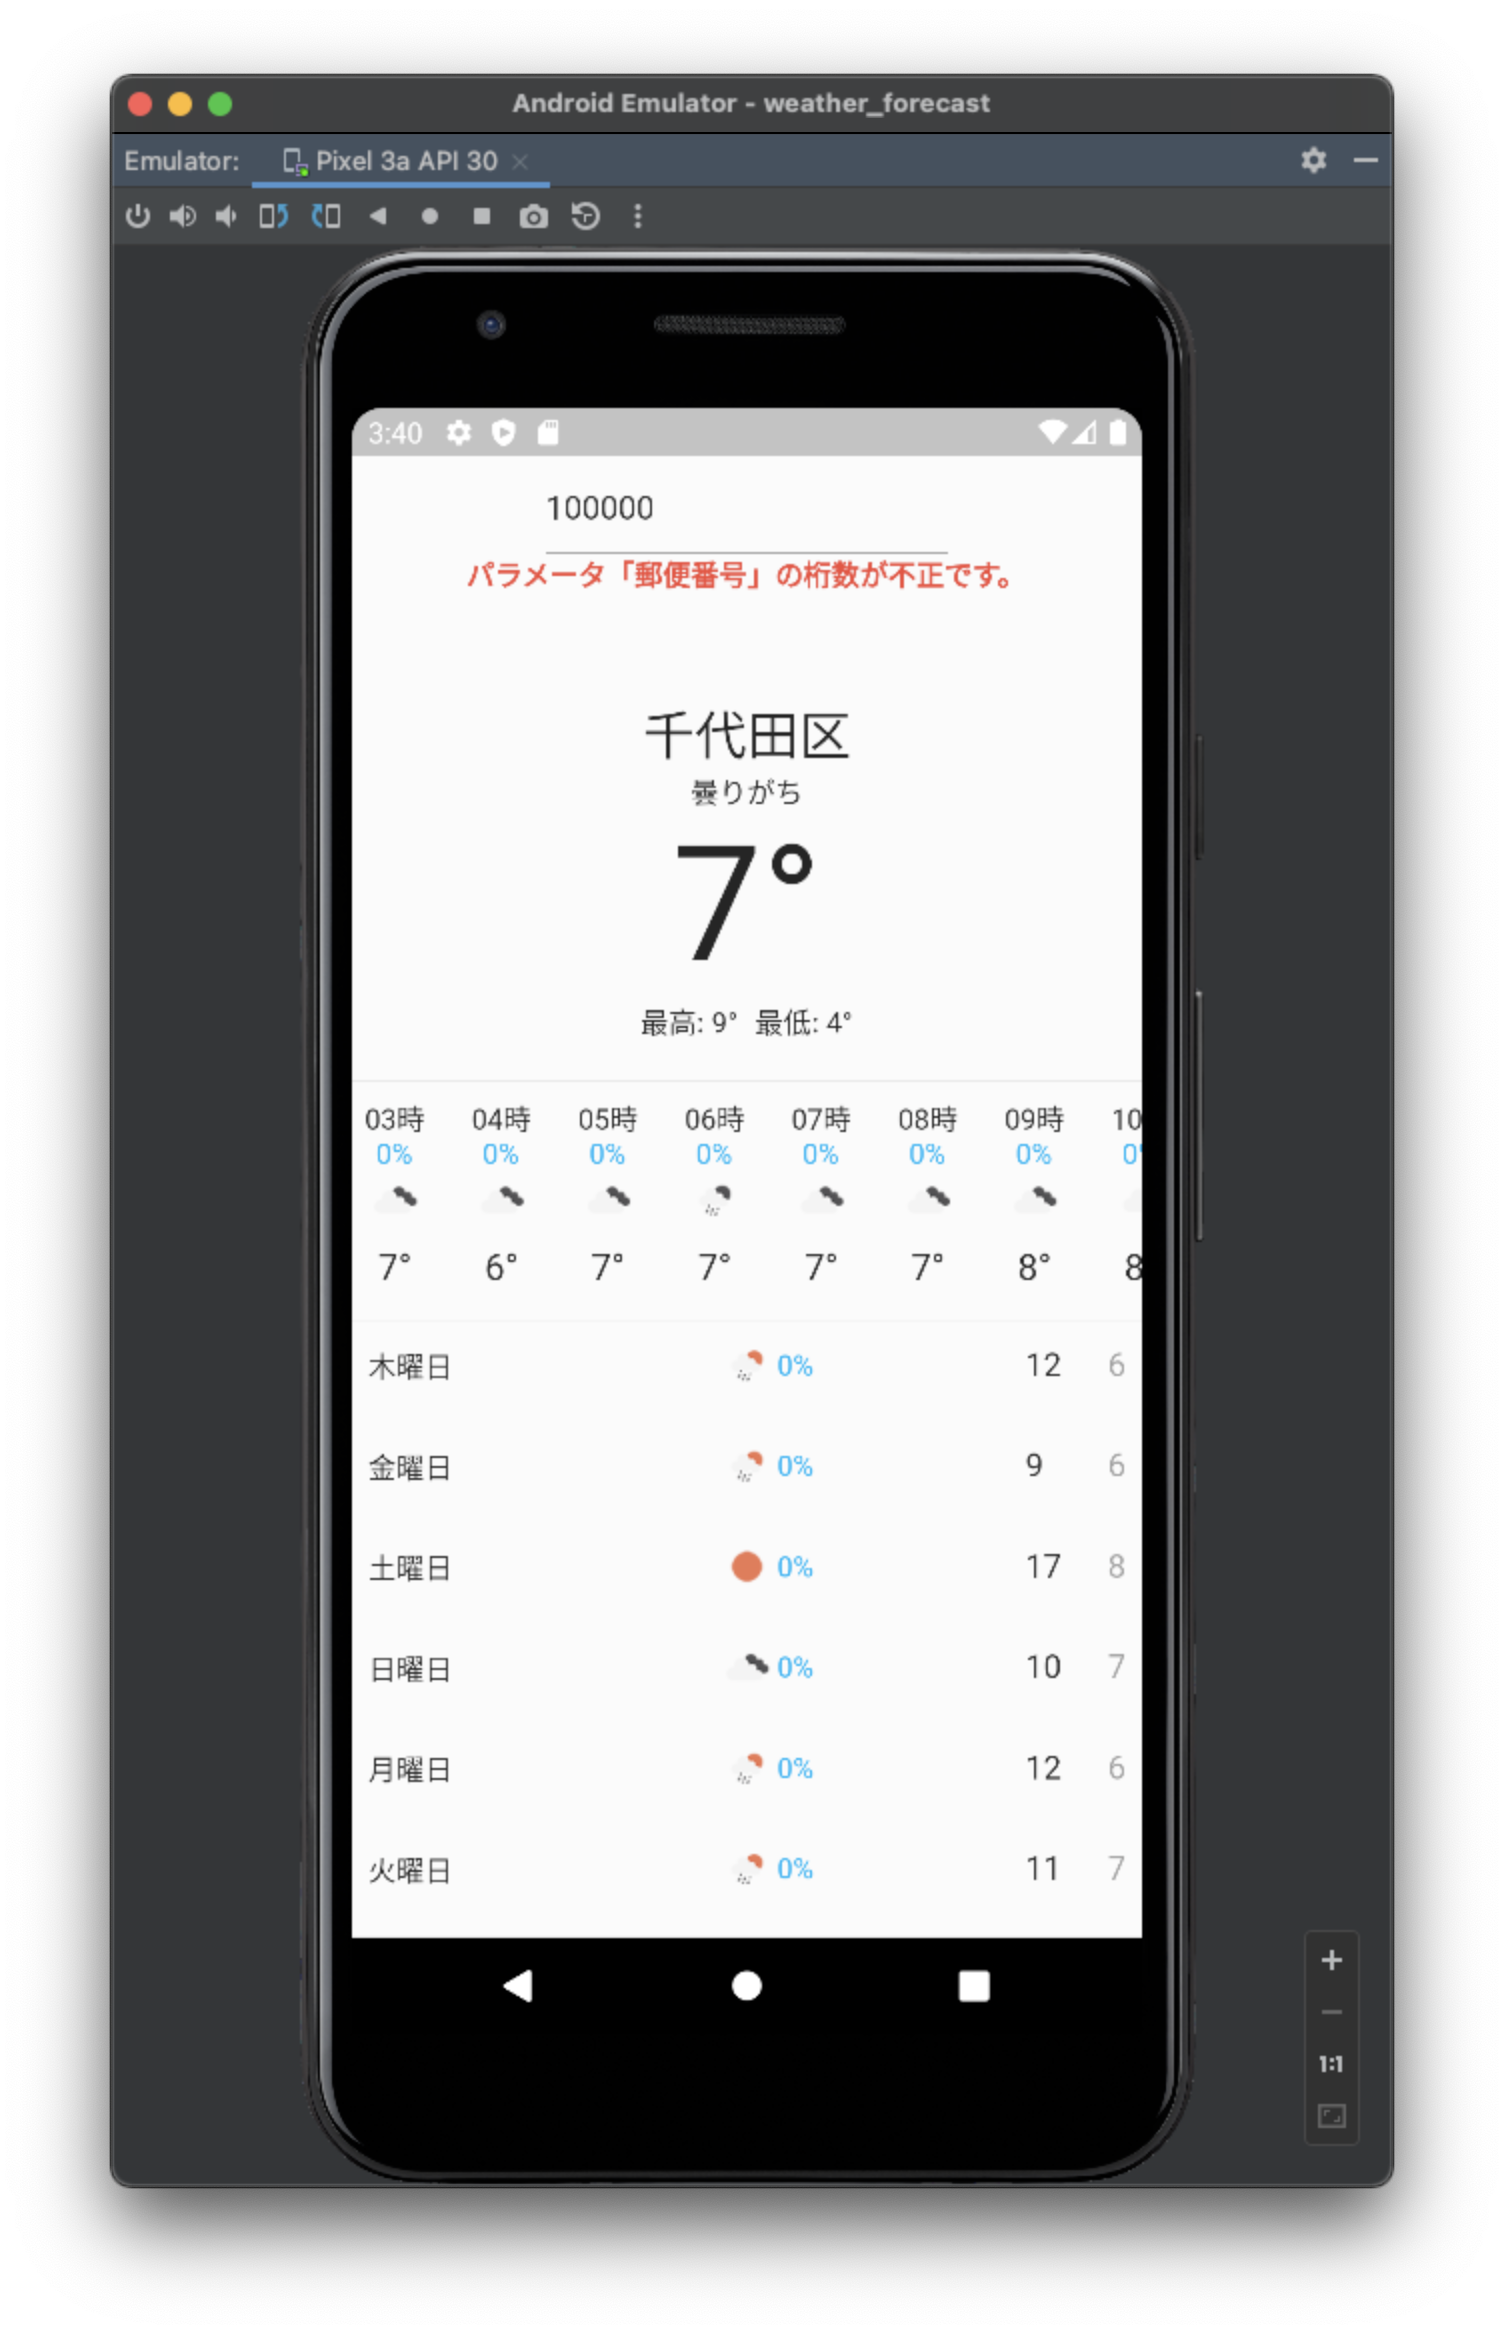 Android Emulator - weather_forecast
Emulator: Pixel 3a API 30
3:40
100000
パラメータ「郵便番号」の桁数が不正です。
千代田区
曇りがち
7°
最高: 9° 最低: 4°
03時 04時 05時 06時 07時 08時 09時 10
0% 0% 0% 0% 0% 0% 0% 0
7° 6° 7° 7° 7° 7° 8° 8
木曜日 0% 12 6
金曜日 0% 9 6
土曜日 0% 17 8
日曜日 0% 10 7
月曜日 0% 12 6
火曜日 0% 11 7
1:1